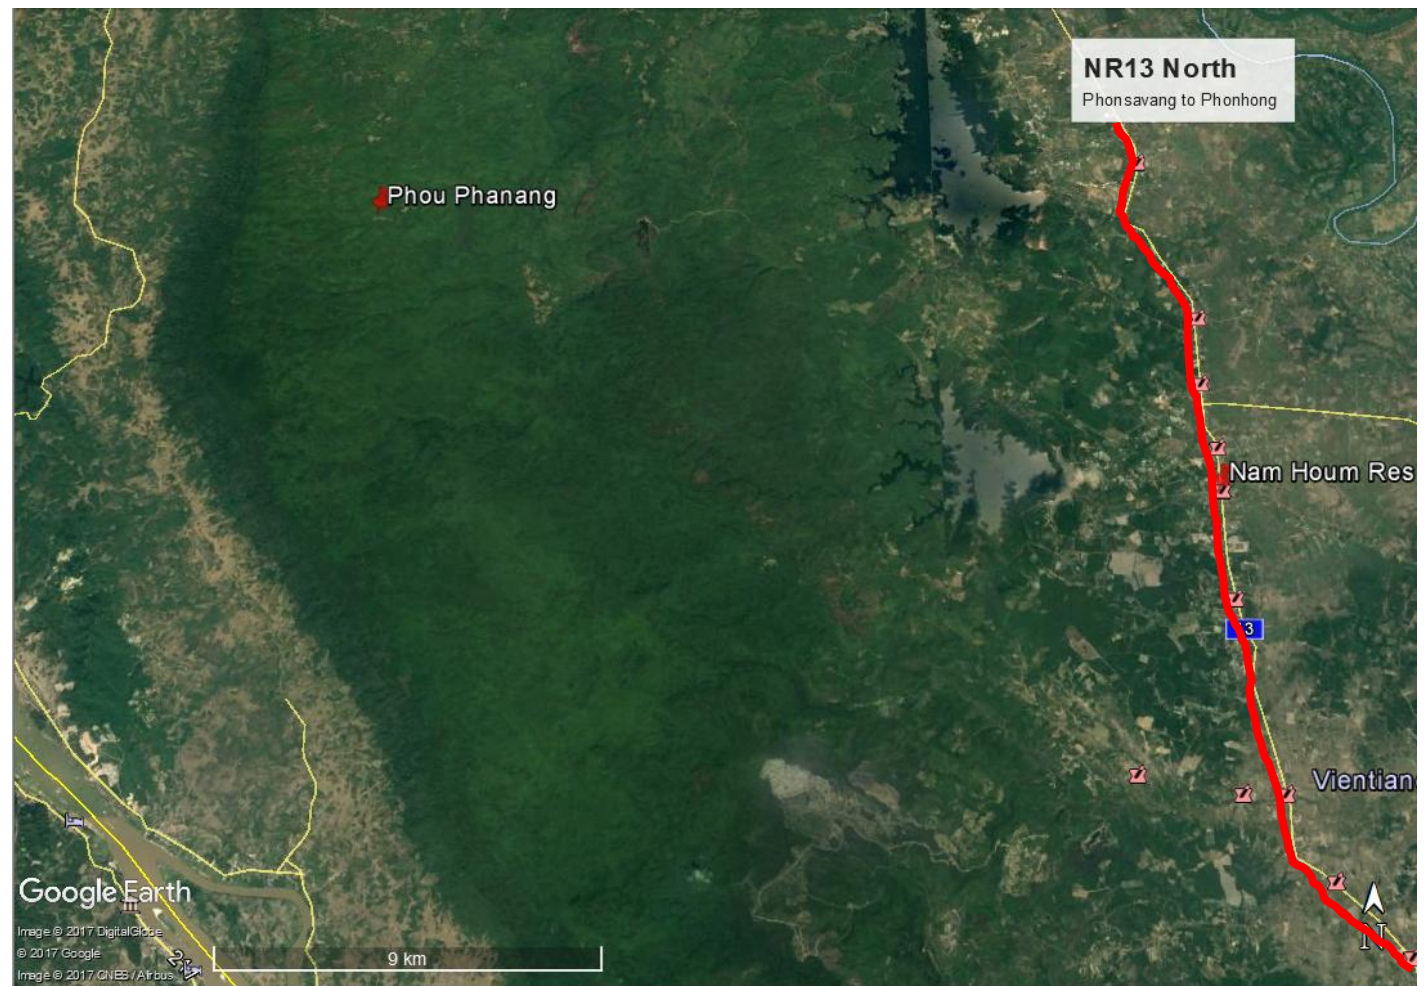 NR13 North
Phonsavang to Phonhong
Phou Phanang
Nam Houm Res
13
Vientian
Google Earth
N
Image © 2017 DigitalGlobe
© 2017 Google
9 km
Image © 2017 CNES / Airbus